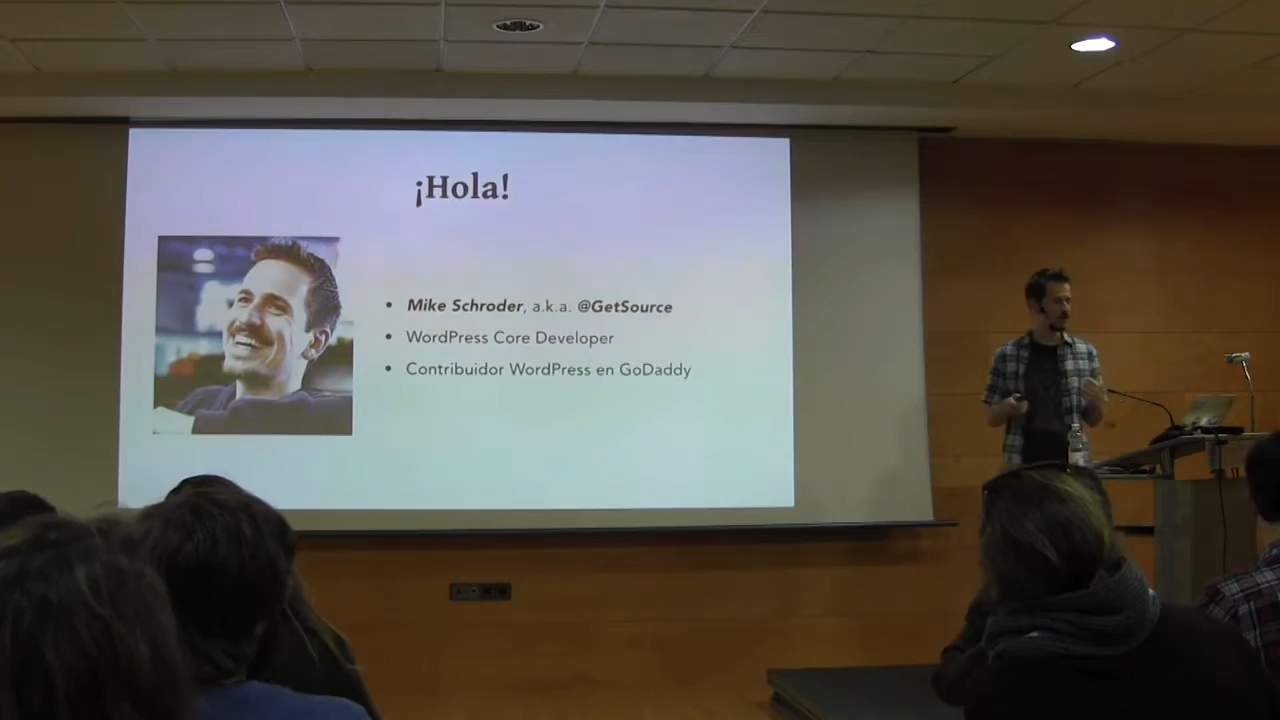 ¡Hola!
• Mike Schroder, a.k.a. @GetSource
• WordPress Core Developer
• Contribuidor WordPress en GoDaddy